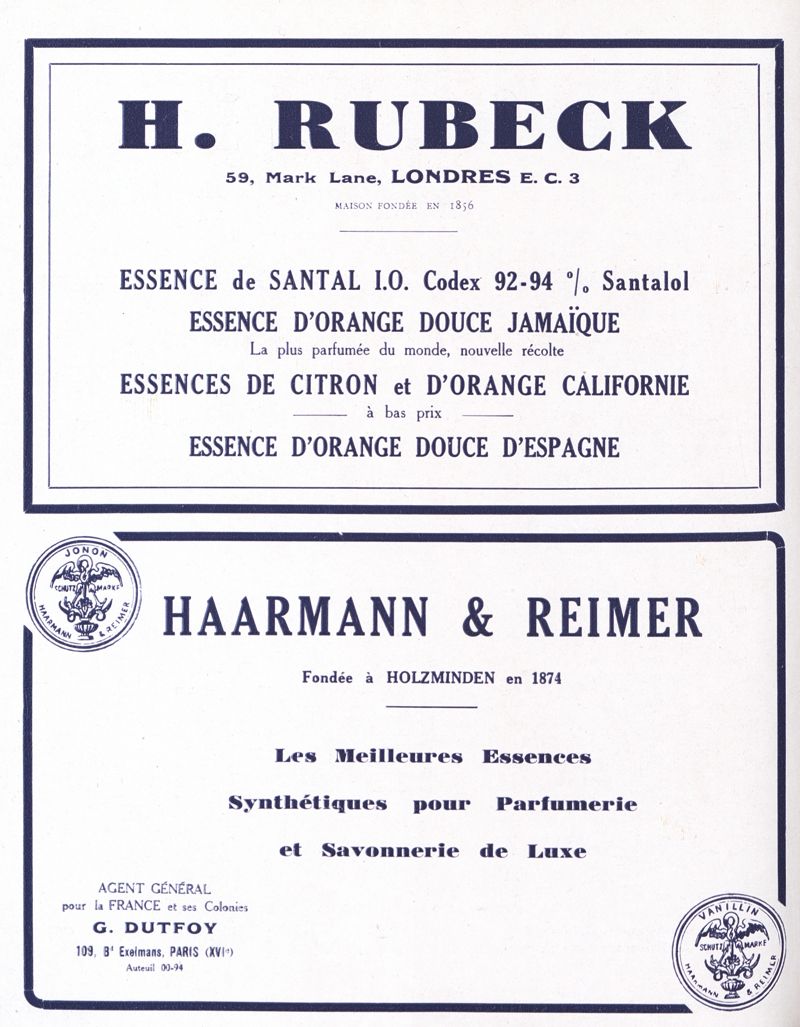 H. RUBECK
59, Mark Lane, LONDRES E. C. 3
MAISON FONDÉE EN 1856
ESSENCE de SANTAL I.O. Codex 92-94 % Santalol
ESSENCE D'ORANGE DOUCE JAMAÏQUE
La plus parfumée du monde, nouvelle récolte
ESSENCES DE CITRON et D'ORANGE CALIFORNIE
à bas prix
ESSENCE D'ORANGE DOUCE D'ESPAGNE
JONON
SCHUTZ MARKE
HAARMANN & REIMER
HAARMANN & REIMER
Fondée à HOLZMINDEN en 1874
Les Meilleures Essences
Synthétiques pour Parfumerie
et Savonnerie de Luxe
AGENT GÉNÉRAL
pour la FRANCE et ses Colonies
G. DUTFOY
109, Bd Exelmans, PARIS (XVIe)
Auteuil 00-94
VANILLIN
SCHUTZ MARKE
HAARMANN & REIMER